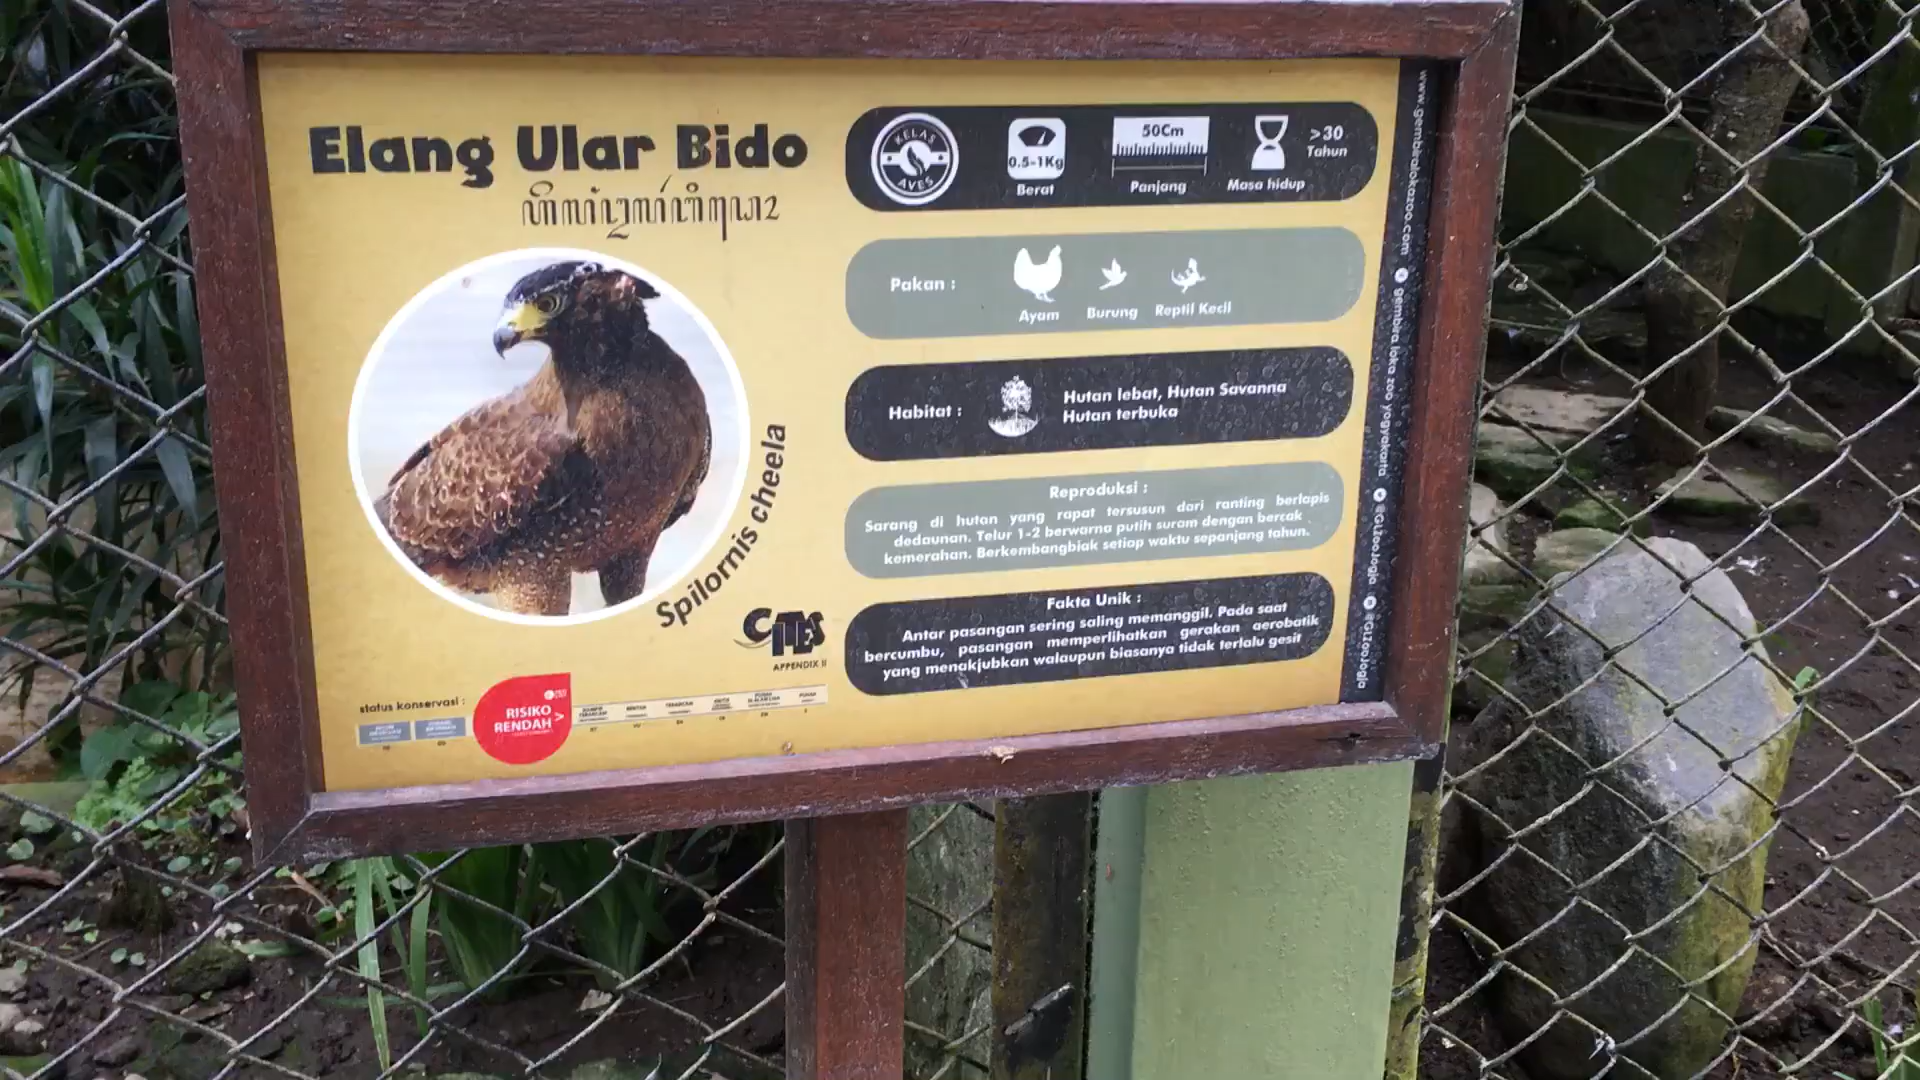 Elang Ular Bido
Spilornis cheela
CITES
APPENDIX II
status konservasi :
RISIKO
RENDAH >
KELAS
AVES
0.5-1Kg
Berat
50Cm
Panjang
>30
Tahun
Masa hidup
Pakan :
Ayam
Burung
Reptil Kecil
Habitat :
Hutan lebat, Hutan Savanna
Hutan terbuka
Reproduksi :
Sarang di hutan yang rapat tersusun dari ranting berlapis
dedaunan. Telur 1-2 berwarna putih suram dengan bercak
kemerahan. Berkembangbiak setiap waktu sepanjang tahun.
Fakta Unik :
Antar pasangan sering saling memanggil. Pada saat
bercumbu, pasangan memperlihatkan gerakan aerobatik
yang menakjubkan walaupun biasanya tidak terlalu gesit
www.gembiralokazoo.com gembira loka zoo yogyakarta @GLZooJogja @GLZooJogja